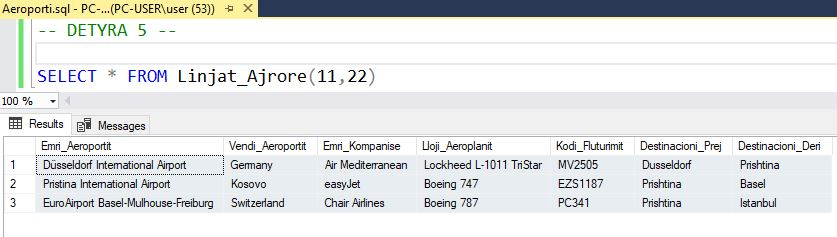 Aeroporti.sql - PC-...(PC-USER\user (53))
-- DETYRA 5 --
SELECT * FROM Linjat_Ajrore(11,22)
100 %
Results Messages
Emri_Aeroportit Vendi_Aeroportit Emri_Kompanise Lloji_Aeroplanit Kodi_Fluturimit Destinacioni_Prej Destinacioni_Deri
1 Düsseldorf International Airport Germany Air Mediterranean Lockheed L-1011 TriStar MV2505 Dusseldorf Prishtina
2 Pristina International Airport Kosovo easyJet Boeing 747 EZS1187 Prishtina Basel
3 EuroAirport Basel-Mulhouse-Freiburg Switzerland Chair Airlines Boeing 787 PC341 Prishtina Istanbul